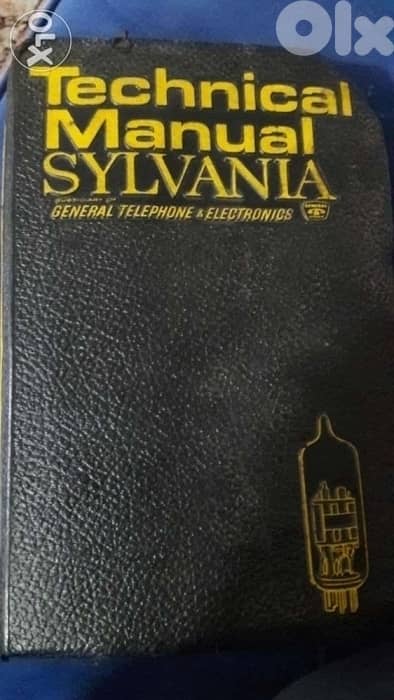 OLX
OLX
Technical
Manual
SYLVANIA
SUBSIDIARY OF
GENERAL TELEPHONE & ELECTRONICS